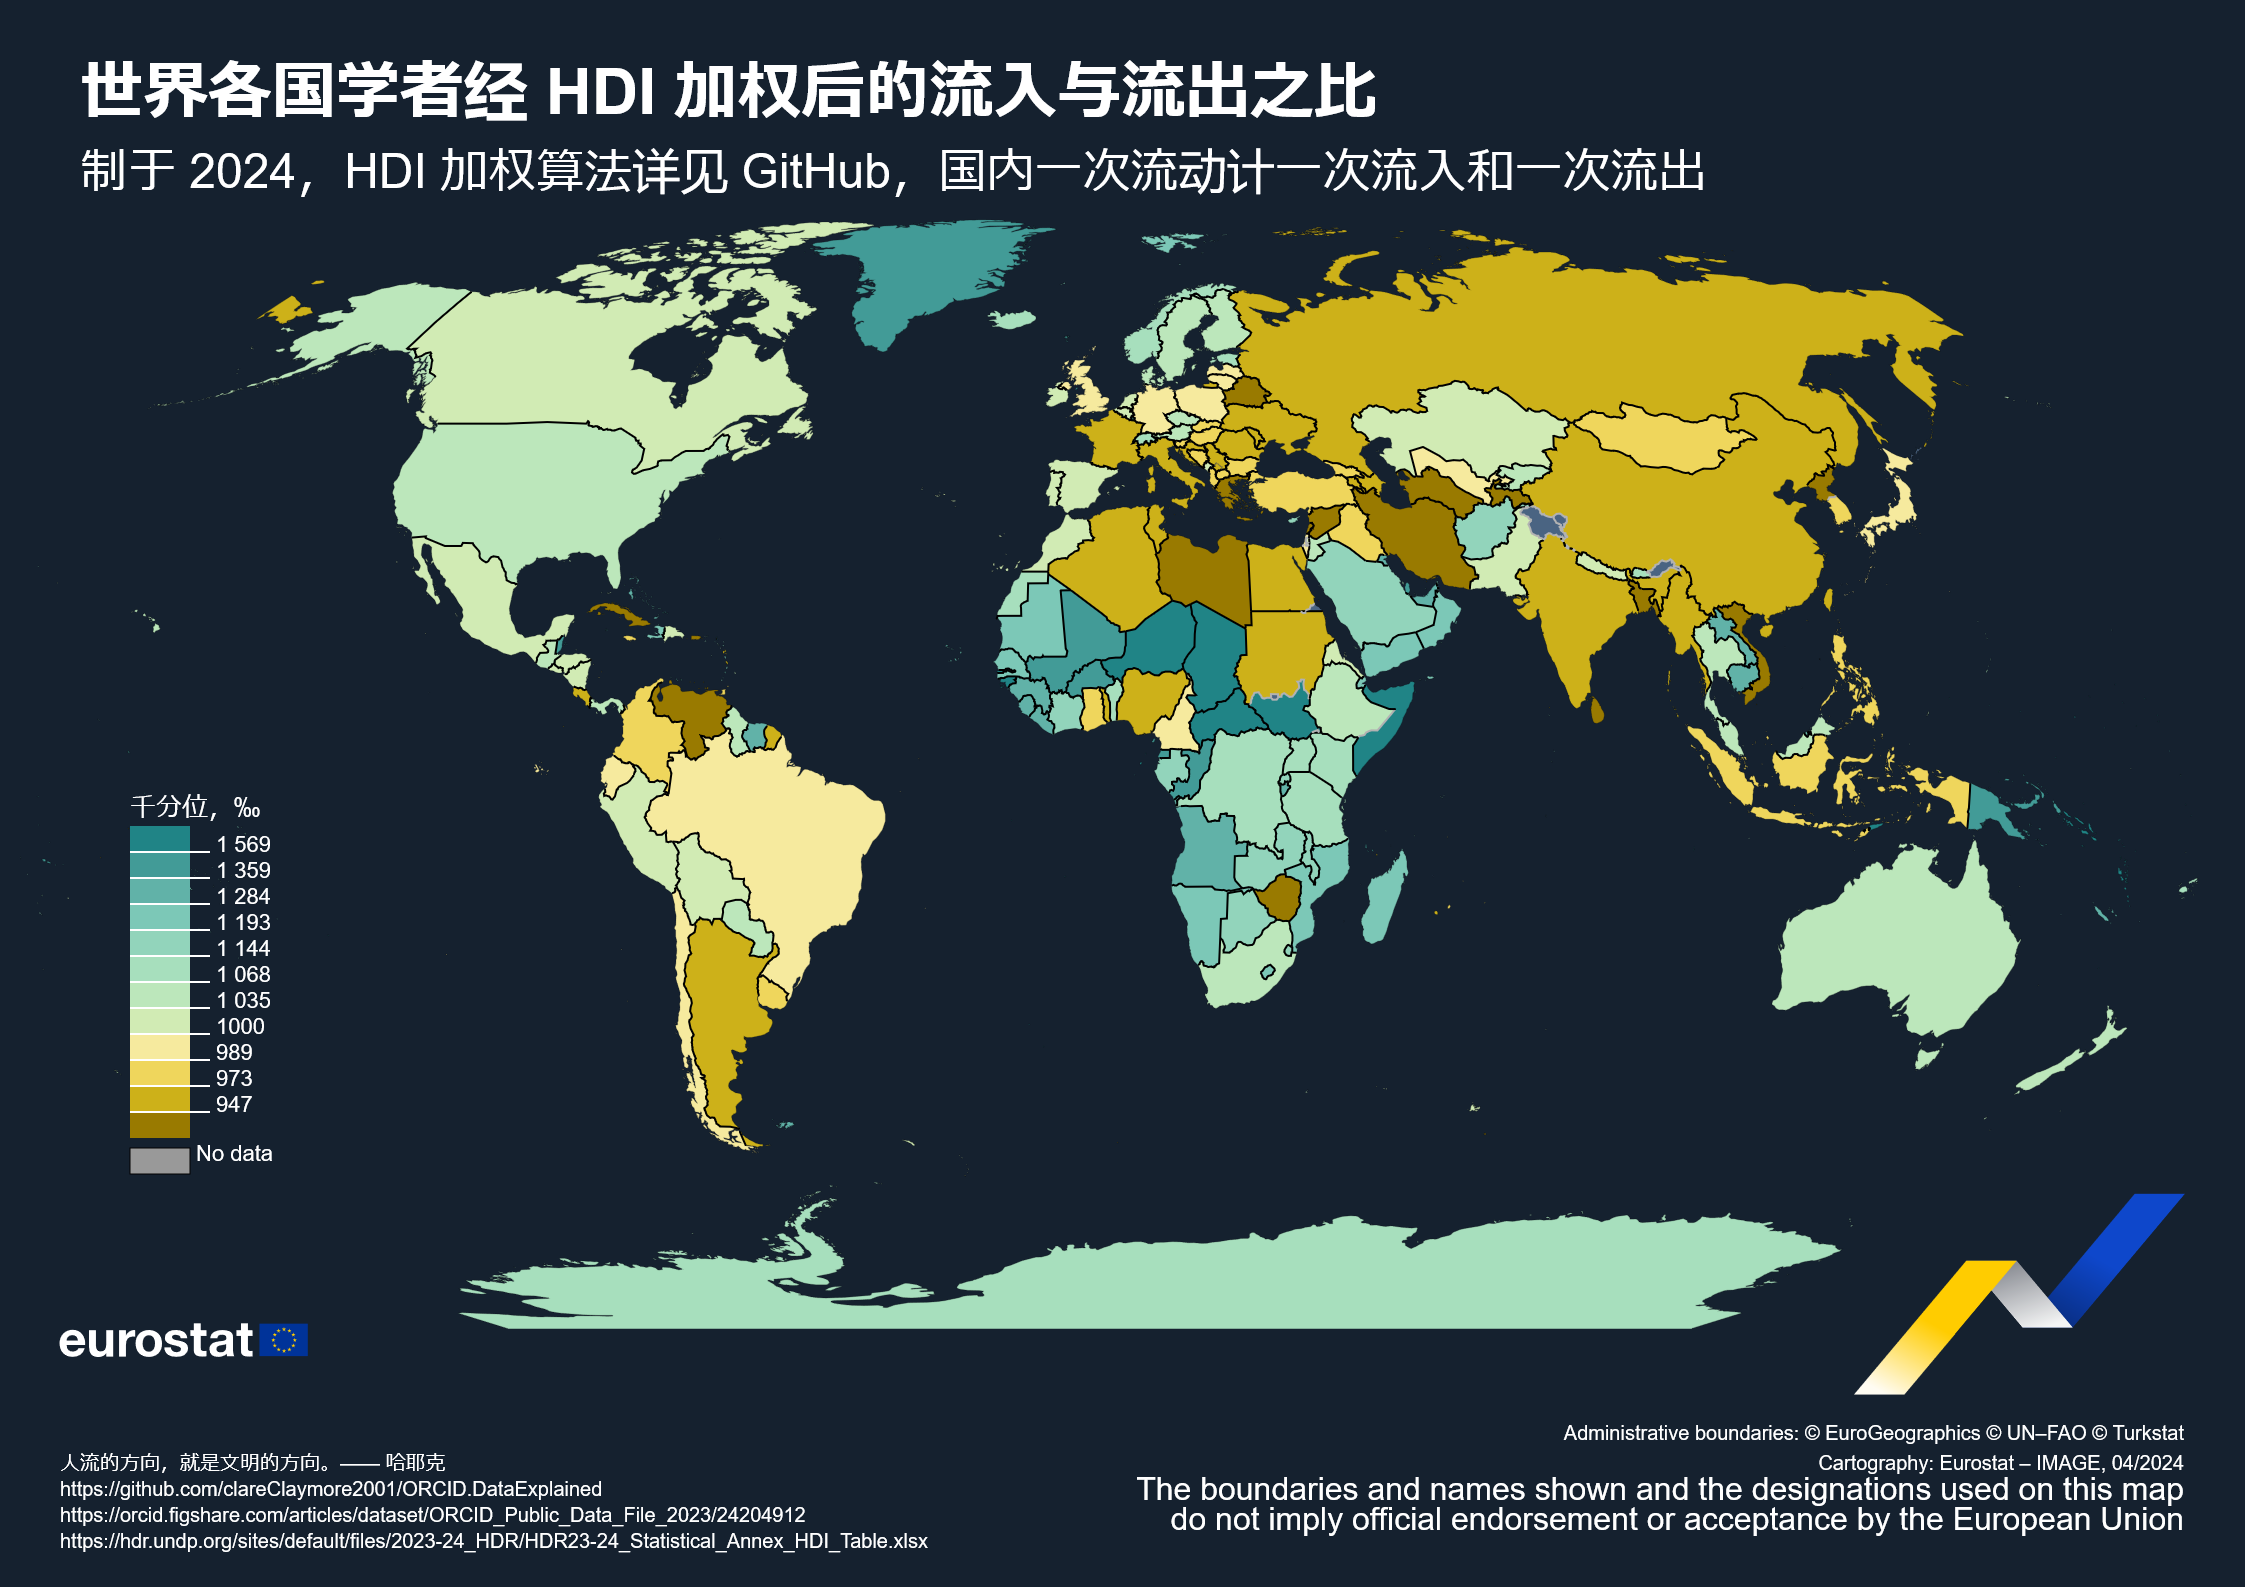 世界各国学者经 HDI 加权后的流入与流出之比
制于 2024，HDI 加权算法详见 GitHub，国内一次流动计一次流入和一次流出
千分位，‰
1 569
1 359
1 284
1 193
1 144
1 068
1 035
1000
989
973
947
No data
eurostat
人流的方向，就是文明的方向。—— 哈耶克
https://github.com/clareClaymore2001/ORCID.DataExplained
https://orcid.figshare.com/articles/dataset/ORCID_Public_Data_File_2023/24204912
https://hdr.undp.org/sites/default/files/2023-24_HDR/HDR23-24_Statistical_Annex_HDI_Table.xlsx
Administrative boundaries: © EuroGeographics © UN–FAO © Turkstat
Cartography: Eurostat – IMAGE, 04/2024
The boundaries and names shown and the designations used on this map
do not imply official endorsement or acceptance by the European Union